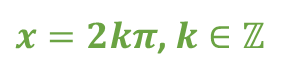 x = 2kπ, k ∈ ℤ